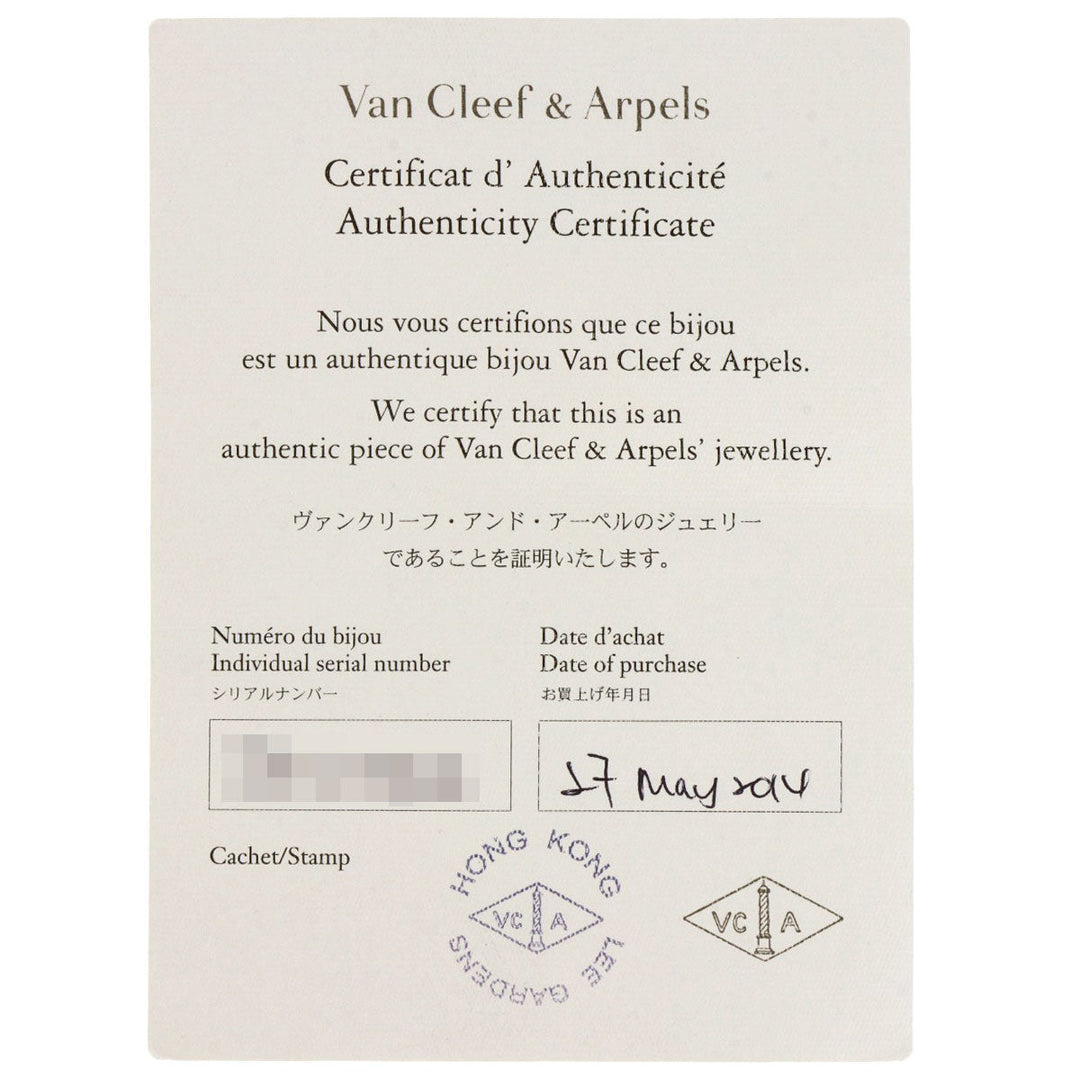 Van Cleef & Arpels
Certificat d' Authenticité
Authenticity Certificate
Nous vous certifions que ce bijou
est un authentique bijou Van Cleef & Arpels.
We certify that this is an
authentic piece of Van Cleef & Arpels' jewellery.
ヴァンクリーフ・アンド・アーペルのジュエリー
であることを証明いたします。
Numéro du bijou
Individual serial number
シリアルナンバー
Date d'achat
Date of purchase
お買上げ年月日
27 May 2014
Cachet/Stamp
HONG KONG
VC A
LEE GARDENS
VC A